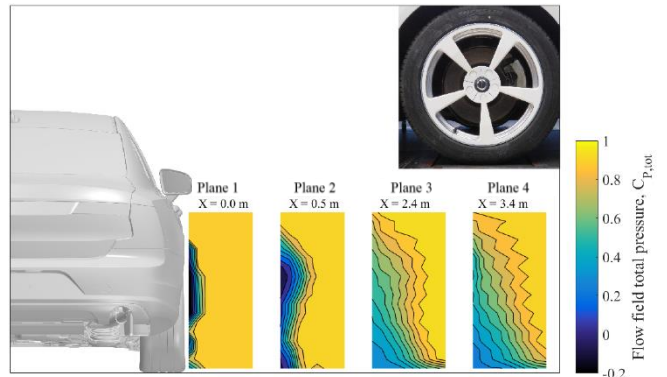 Plane 1 Plane 2 Plane 3 Plane 4
X = 0.0 m X = 0.5 m X = 2.4 m X = 3.4 m
1
0.8
0.6
0.4
0.2
0
-0.2
Flow field total pressure, C_P,tot